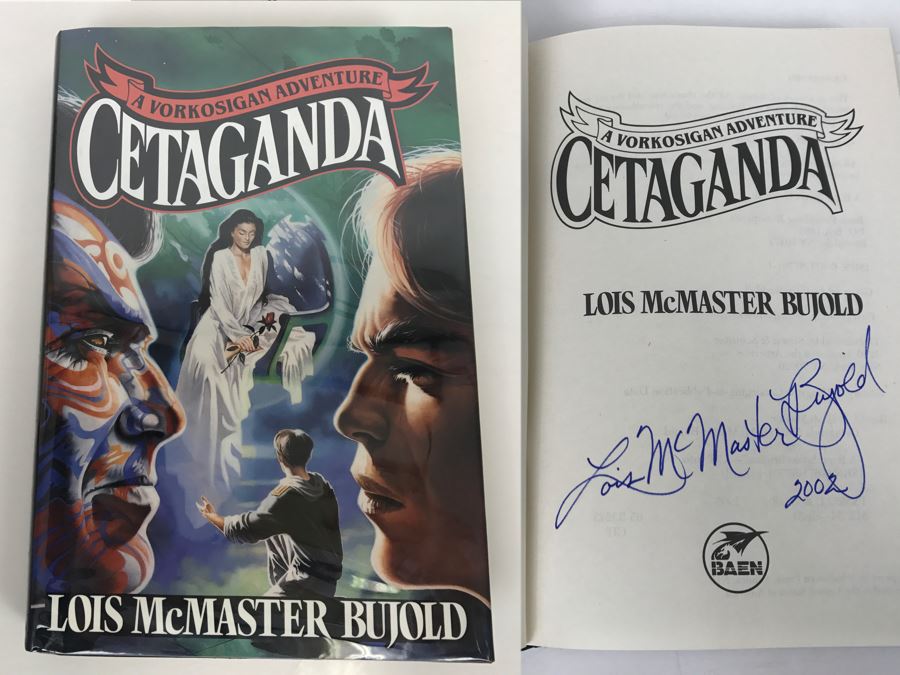 A VORKOSIGAN ADVENTURE
CETAGANDA
LOIS McMASTER BUJOLD
A VORKOSIGAN ADVENTURE
CETAGANDA
LOIS McMASTER BUJOLD
Lois McMaster Bujold
2002
BAEN